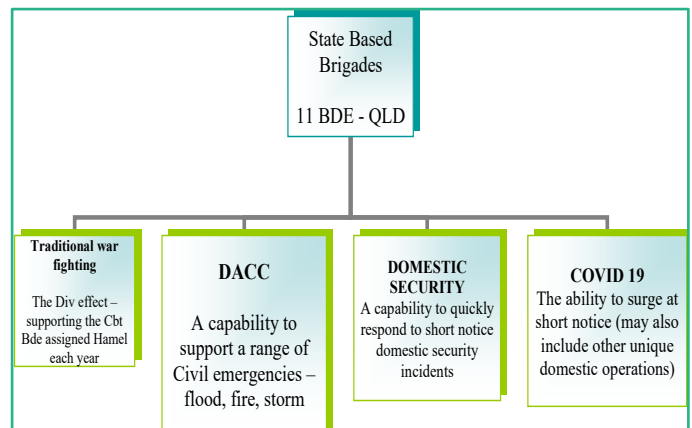 State Based
Brigades
11 BDE - QLD
Traditional war
fighting
The Div effect –
supporting the Cbt
Bde assigned Hamel
each year
DACC
A capability to
support a range of
Civil emergencies –
flood, fire, storm
DOMESTIC
SECURITY
A capability to quickly
respond to short notice
domestic security
incidents
COVID 19
The ability to surge at
short notice (may also
include other unique
domestic operations)